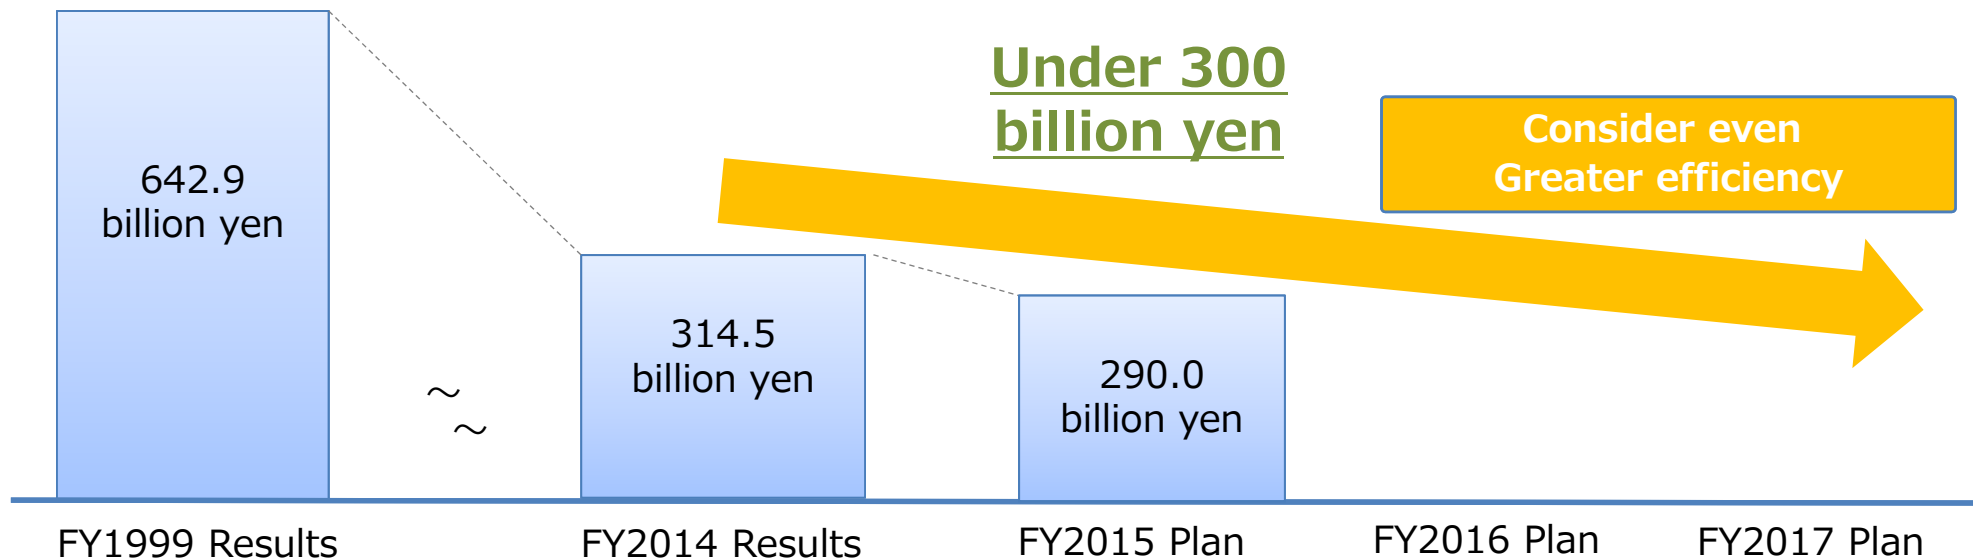 Under 300
billion yen
Consider even
Greater efficiency
642.9
billion yen
314.5
billion yen
290.0
billion yen
~
~
FY1999 Results
FY2014 Results
FY2015 Plan
FY2016 Plan
FY2017 Plan